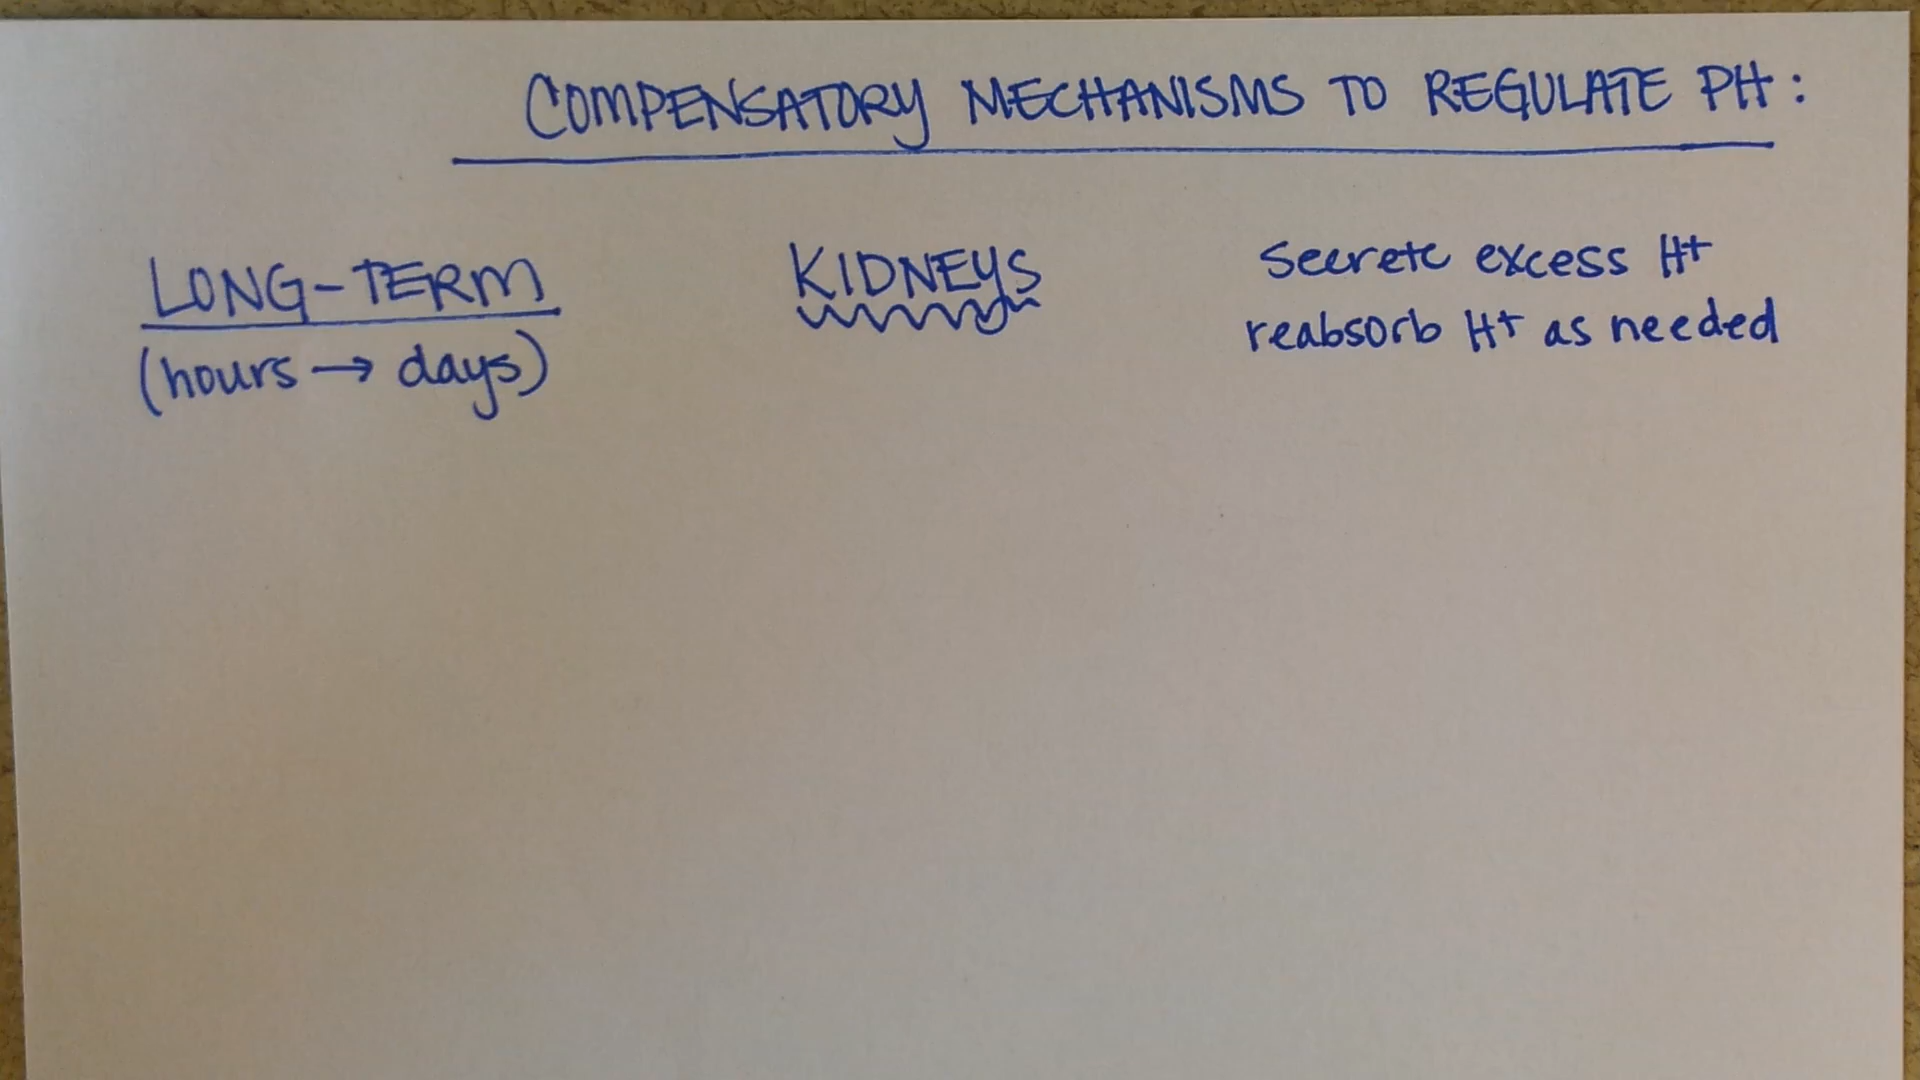 COMPENSATORY MECHANISMS TO REGULATE PH:
LONG-TERM
(hours → days)
KIDNEYS
Secrete excess H+
reabsorb H+ as needed